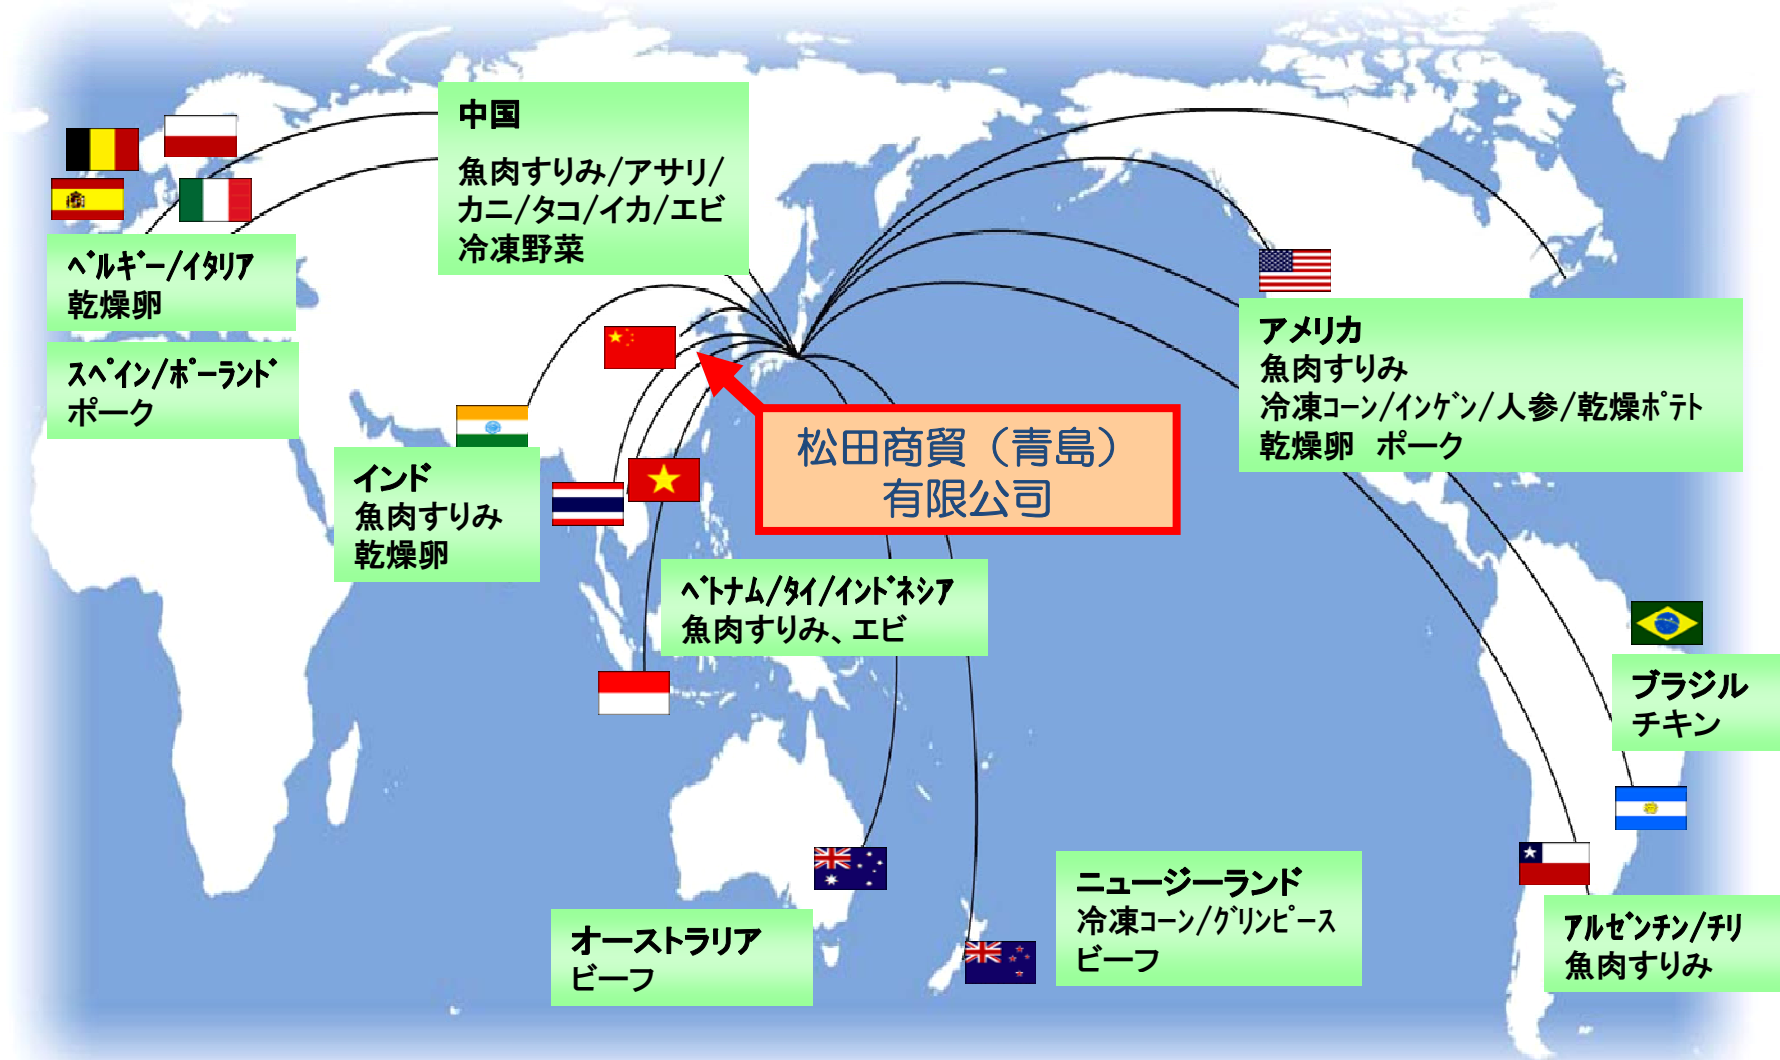 中国
魚肉すりみ/アサリ/
カニ/タコ/イカ/エビ
冷凍野菜
ﾍﾞﾙｷﾞｰ/ｲﾀﾘｱ
乾燥卵
ｽﾍﾟｲﾝ/ﾎﾟｰﾗﾝﾄﾞ
ポーク
インド
魚肉すりみ
乾燥卵
松田商貿（青島）
有限公司
アメリカ
魚肉すりみ
冷凍ｺｰﾝ/ｲﾝｹﾞﾝ/人参/乾燥ﾎﾟﾃﾄ
乾燥卵　ポーク
ﾍﾞﾄﾅﾑ/ﾀｲ/ｲﾝﾄﾞﾈｼｱ
魚肉すりみ、エビ
ブラジル
チキン
オーストラリア
ビーフ
ニュージーランド
冷凍ｺｰﾝ/ｸﾞﾘﾝﾋﾟｰｽ
ビーフ
ｱﾙｾﾞﾝﾁﾝ/ﾁﾘ
魚肉すりみ